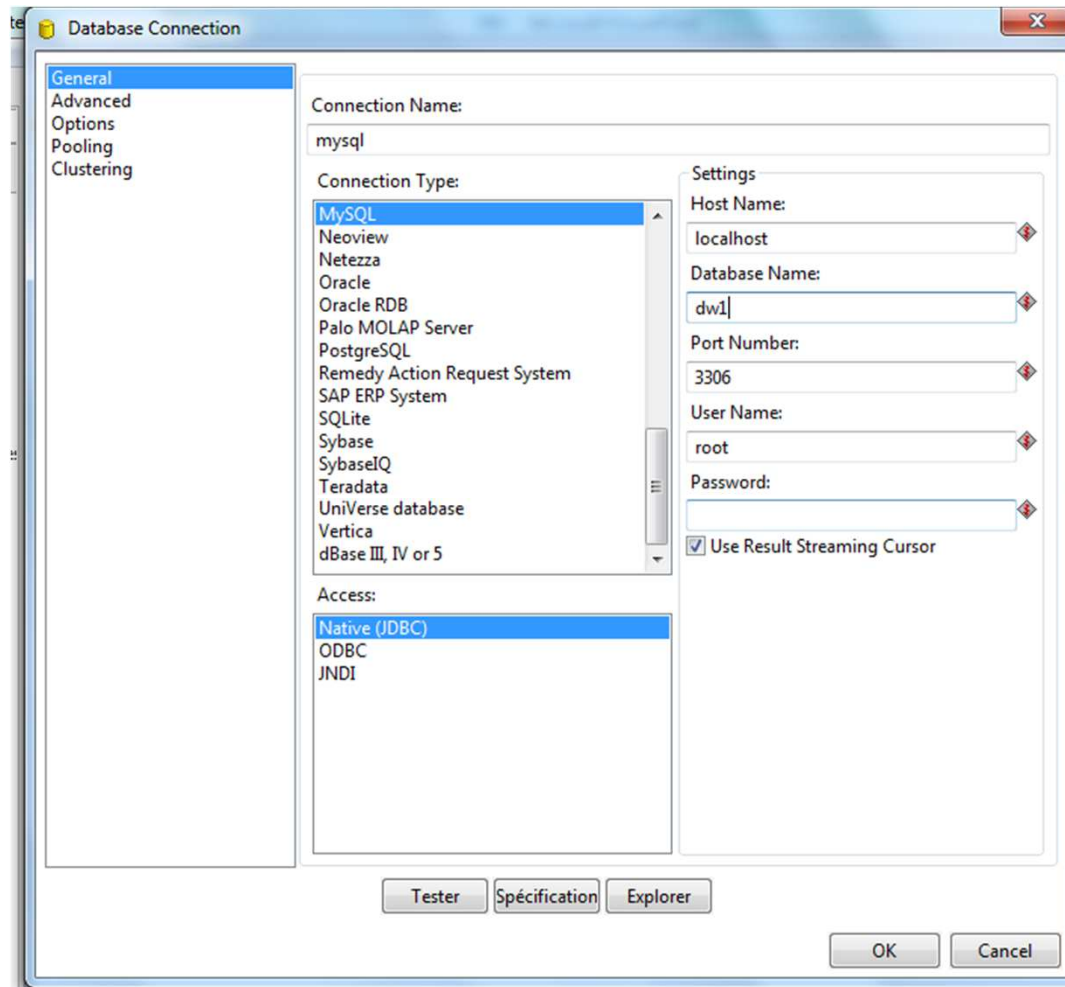 te
Database Connection
General
Advanced
Options
Pooling
Clustering
Connection Name:
mysql
Connection Type:
MySQL
Neoview
Netezza
Oracle
Oracle RDB
Palo MOLAP Server
PostgreSQL
Remedy Action Request System
SAP ERP System
SQLite
Sybase
SybaseIQ
Teradata
UniVerse database
Vertica
dBase III, IV or 5
Access:
Native (JDBC)
ODBC
JNDI
Settings
Host Name:
localhost
Database Name:
dw1
Port Number:
3306
User Name:
root
Password:
Use Result Streaming Cursor
Tester
Spécification
Explorer
OK
Cancel